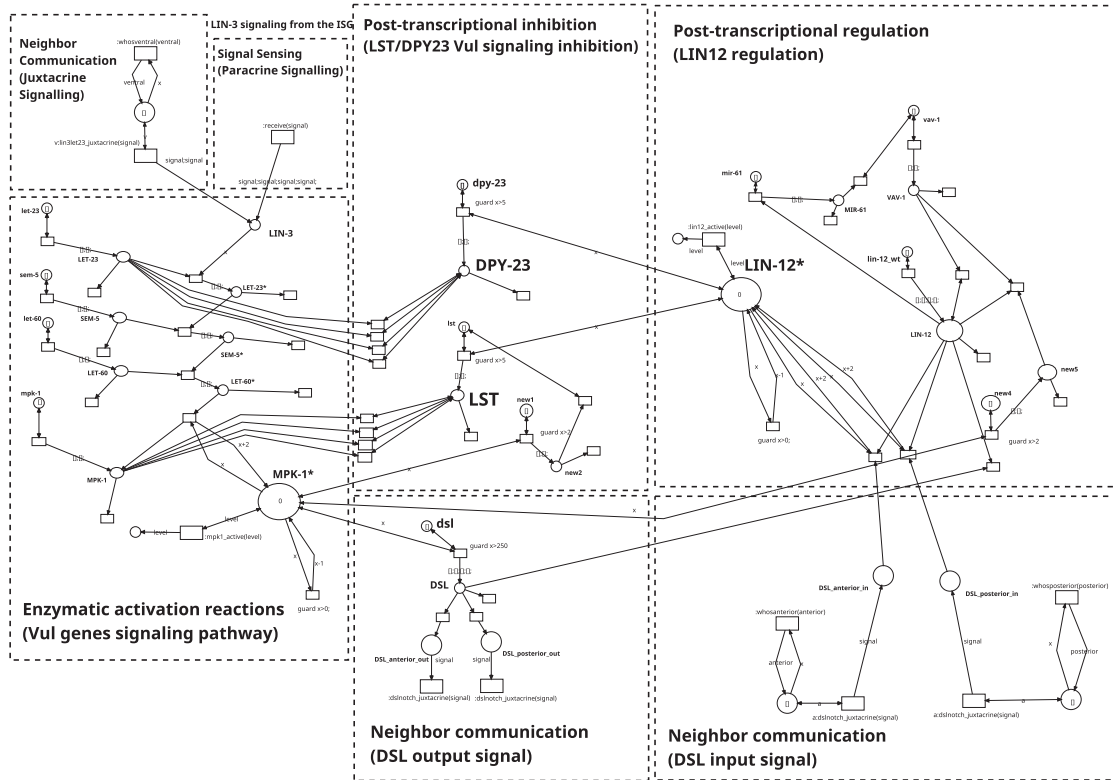 LIN-3 signaling from the ISG
Neighbor
Communication
(Juxtacrine
Signalling)
:whosventral(ventral)
ventral
x
v:lin3let23_juxtacrine(signal)
signal;signal
Signal Sensing
(Paracrine Signalling)
:receive(signal)
signal;signal;signal;signal;
LIN-3
x
let-23
LET-23
LET-23*
sem-5
SEM-5
SEM-5*
let-60
LET-60
LET-60*
mpk-1
MPK-1
x+2
x
MPK-1*
0
level
level
:mpk1_active(level)
x
x-1
guard x>0;
Enzymatic activation reactions
(Vul genes signaling pathway)
Post-transcriptional inhibition
(LST/DPY23 Vul signaling inhibition)
dpy-23
guard x>5
DPY-23
x
lst
guard x>5
x
LST
new1
guard x>2
new2
x
x
x
dsl
guard x>250
DSL
DSL_anterior_out
signal
signal
DSL_posterior_out
:dslnotch_juxtacrine(signal)
:dslnotch_juxtacrine(signal)
Neighbor communication
(DSL output signal)
Post-transcriptional regulation
(LIN12 regulation)
vav-1
mir-61
MIR-61
VAV-1
:lin12_active(level)
level
level
LIN-12*
0
lin-12_wt
LIN-12
x
x-1
x
x+2
x
x+2
guard x>0;
new5
new4
guard x>2
DSL_anterior_in
DSL_posterior_in
:whosanterior(anterior)
anterior
x
signal
a
a:dslnotch_juxtacrine(signal)
signal
:whosposterior(posterior)
x
posterior
a
a:dslnotch_juxtacrine(signal)
Neighbor communication
(DSL input signal)